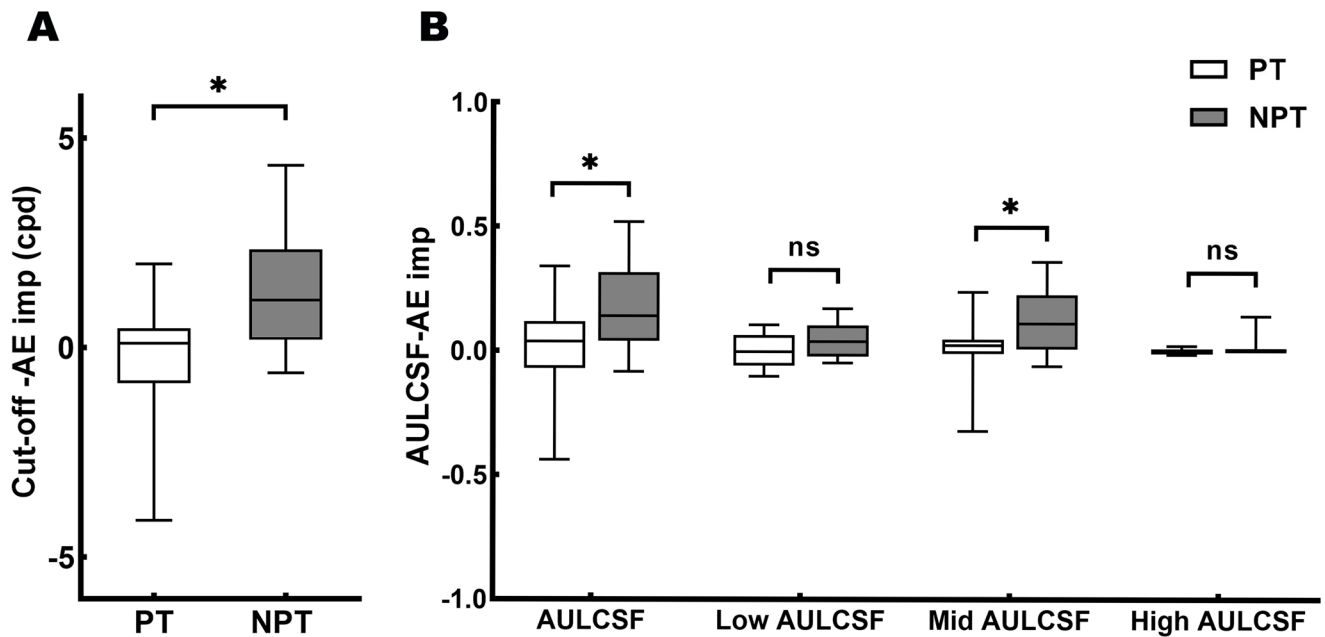 A
B
PT
NPT
*
5
0
-5
Cut-off -AE imp (cpd)
PT
NPT
1.0
0.5
0.0
-0.5
-1.0
AULCSF-AE imp
*
ns
*
ns
AULCSF
Low AULCSF
Mid AULCSF
High AULCSF